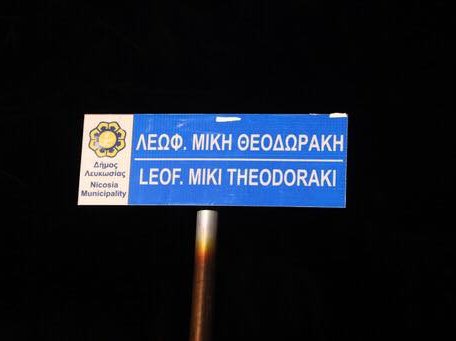 ΛΕΩΦ. ΜΙΚΗ ΘΕΟΔΩΡΑΚΗ
LEOF. MIKI THEODORAKI
Δήμος
Λευκωσίας
Nicosia
Municipality